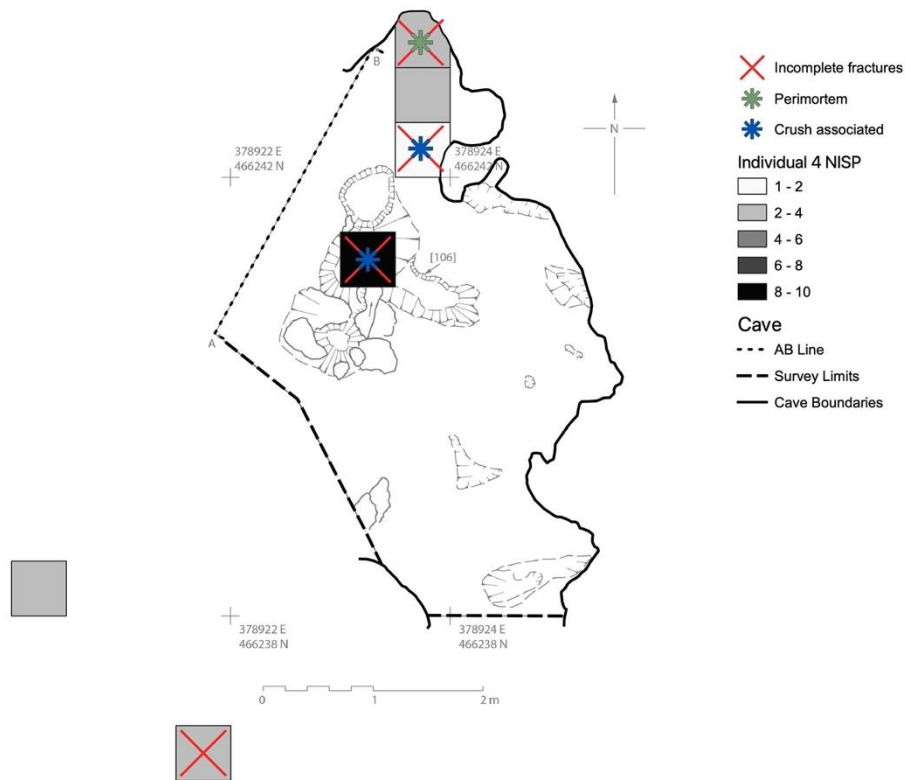 B
378922 E
466242 N
378924 E
466242 N
[106]
A
378922 E
466238 N
378924 E
466238 N
0
1
2 m
N
Incomplete fractures
Perimortem
Crush associated
Individual 4 NISP
1 - 2
2 - 4
4 - 6
6 - 8
8 - 10
Cave
AB Line
Survey Limits
Cave Boundaries